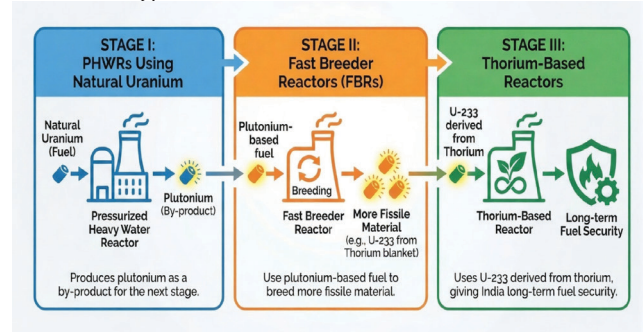 STAGE I:
PHWRs Using
Natural Uranium
Natural
Uranium
(Fuel)
Pressurized
Heavy Water
Reactor
Plutonium
(By-product)
Produces plutonium as a
by-product for the next stage.
STAGE II:
Fast Breeder
Reactors (FBRs)
Plutonium-
based
fuel
Breeding
Fast Breeder
Reactor
More Fissile
Material
(e.g., U-233 from
Thorium blanket)
Use plutonium-based fuel to
breed more fissile material.
STAGE III:
Thorium-Based
Reactors
U-233
derived
from
Thorium
Thorium-Based
Reactor
Long-term
Fuel Security
Uses U-233 derived from thorium,
giving India long-term fuel security.